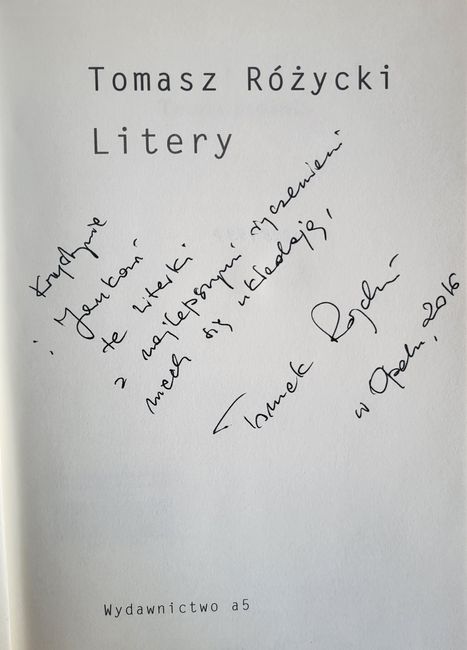 Tomasz Różycki
Litery
Krystynie
i Jankowi
te literki
z najlepszymi życzeniami
niech się układają,
Tomek Różycki
w Opolu, 2016
Wydawnictwo a5